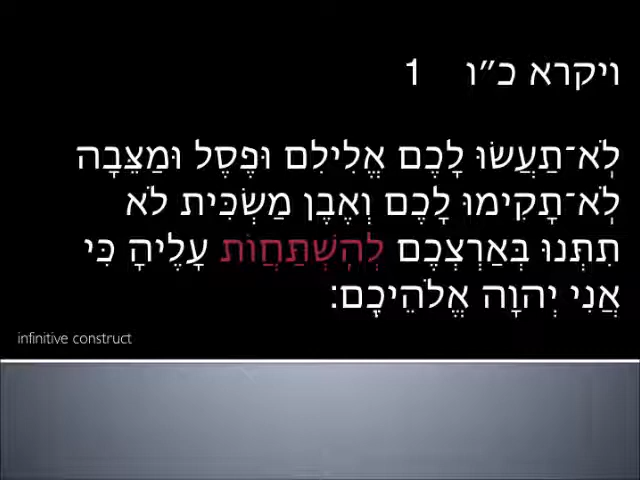 ויקרא כ״ו 1
לֹֽא־תַעֲשׂוּ לָכֶם אֱלִילִם וּפֶסֶל וּמַצֵּבָה
לֹֽא־תָקִימוּ לָכֶם וְאֶבֶן מַשְׂכִּית לֹא
תִתְּנוּ בְּאַרְצְכֶם לְהִֽשְׁתַּחֲוֺת עָלֶיהָ כִּי
אֲנִי יְהוָה אֱלֹהֵיכֶֽם׃
infinitive construct